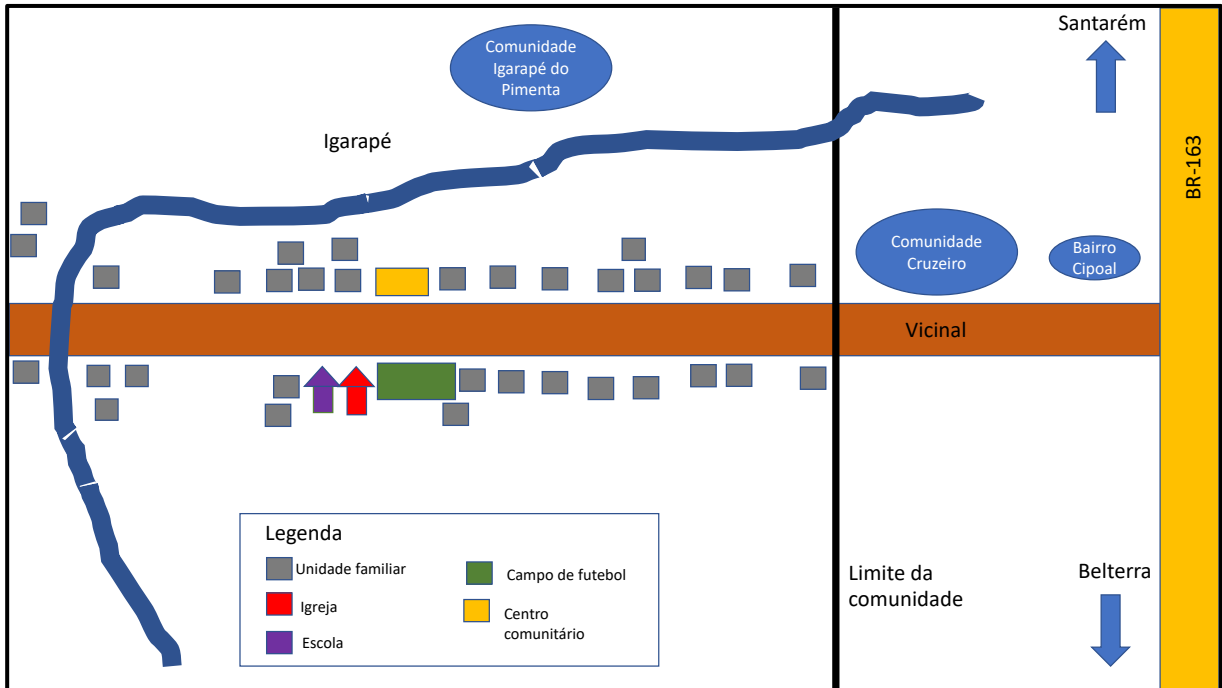 Santarém
Comunidade
Igarapé do
Pimenta
Igarapé
BR-163
Comunidade
Cruzeiro
Bairro
Cipoal
Vicinal
Legenda
Unidade familiar
Igreja
Escola
Campo de futebol
Centro
comunitário
Limite da
comunidade
Belterra